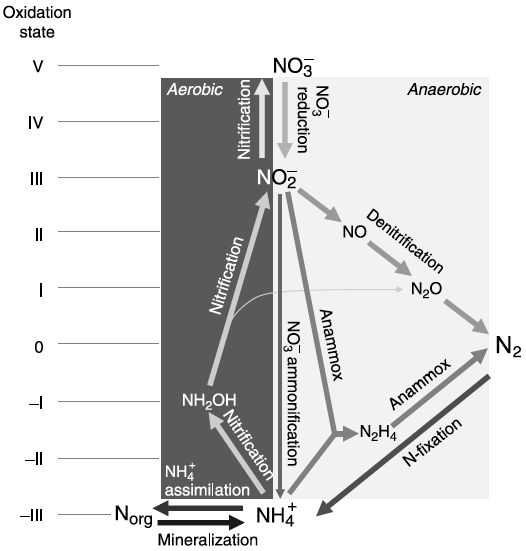 Oxidation
state
V
NO₃⁻
Aerobic
Anaerobic
Nitrification
NO₃⁻
reduction
IV
III
NO₂⁻
II
NO
Denitrification
Nitrification
I
N₂O
NO₃⁻ ammonification
Anammox
0
N₂
Anammox
–I
NH₂OH
Nitrification
N₂H₄
N-fixation
–II
NH₄⁺
assimilation
–III
Norg
NH₄⁺
Mineralization